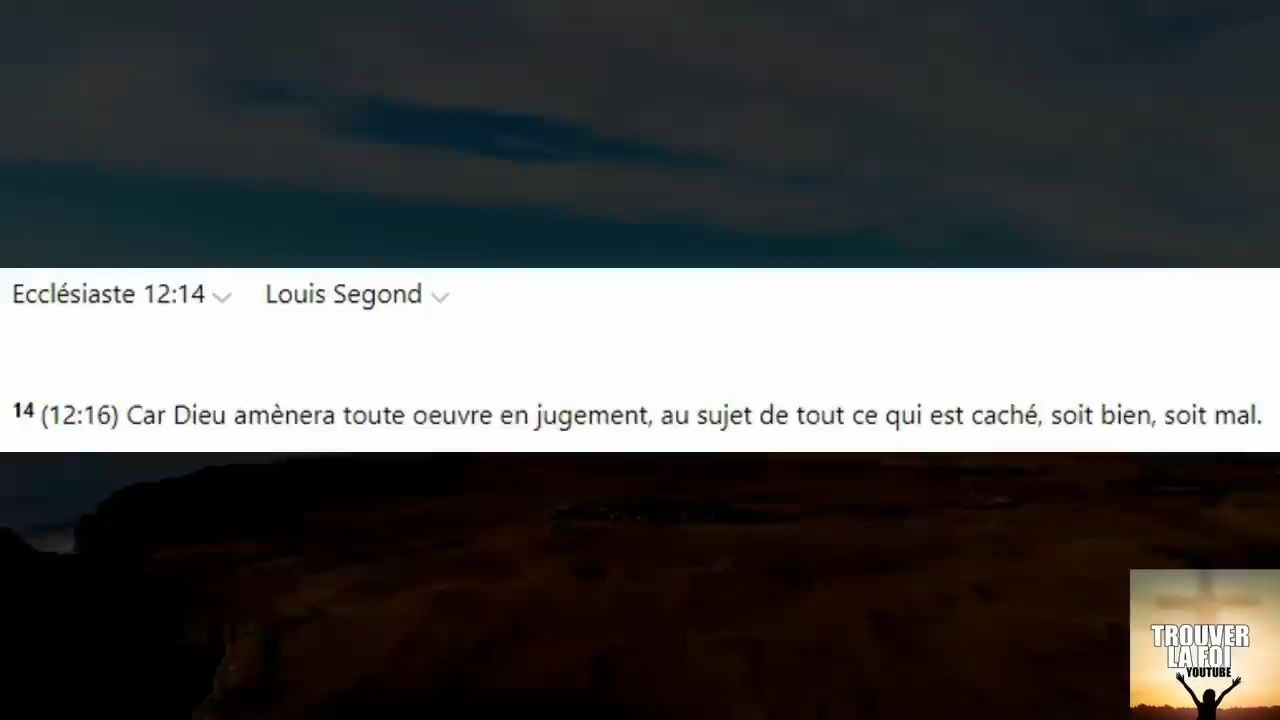 Ecclésiaste 12:14 Louis Segond
14 (12:16) Car Dieu amènera toute oeuvre en jugement, au sujet de tout ce qui est caché, soit bien, soit mal.
TROUVER
LA FOI
YOUTUBE